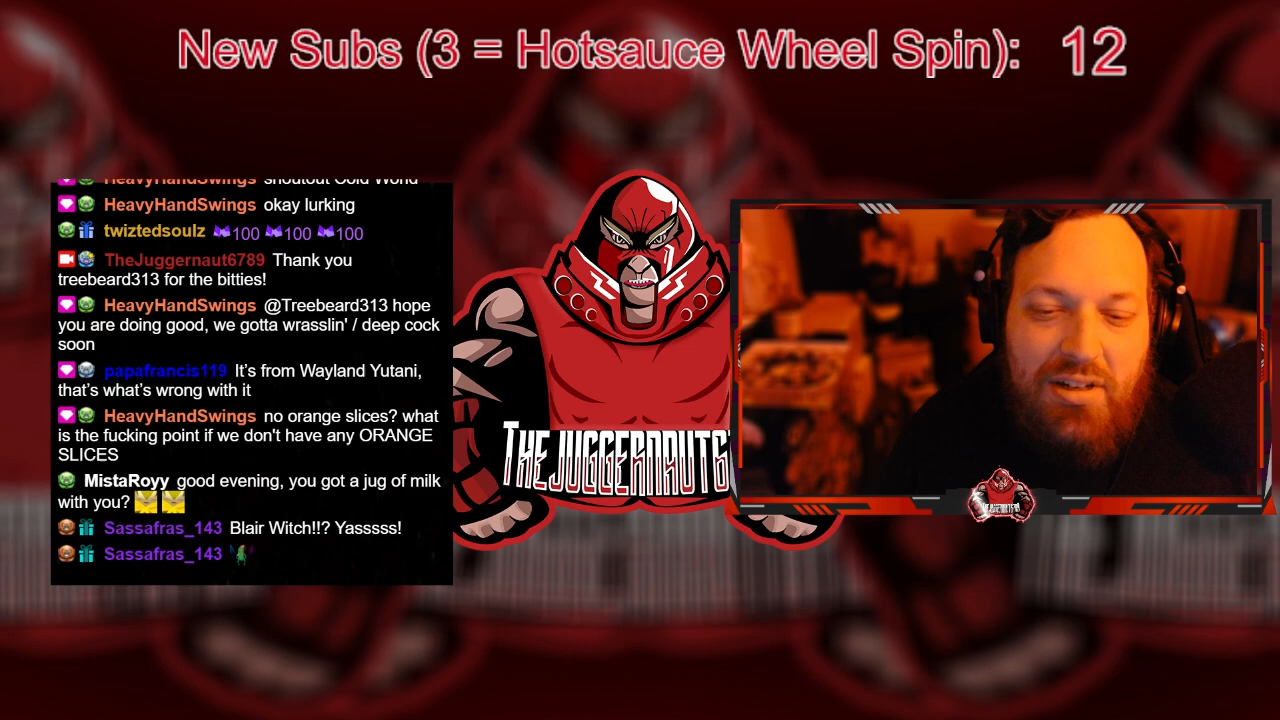 New Subs (3 = Hotsauce Wheel Spin): 12
HeavyHandSwings shoutout Cold World
HeavyHandSwings okay lurking
twiztedsoulz 100 100 100
TheJuggernaut6789 Thank you
treebeard313 for the bitties!
HeavyHandSwings @Treebeard313 hope
you are doing good, we gotta wrasslin' / deep cock
soon
papafrancis119 It's from Wayland Yutani,
that's what's wrong with it
HeavyHandSwings no orange slices? what
is the fucking point if we don't have any ORANGE
SLICES
MistaRoyy good evening, you got a jug of milk
with you?
Sassafras_143 Blair Witch!!? Yasssss!
Sassafras_143
THEJUGGERNAUT6